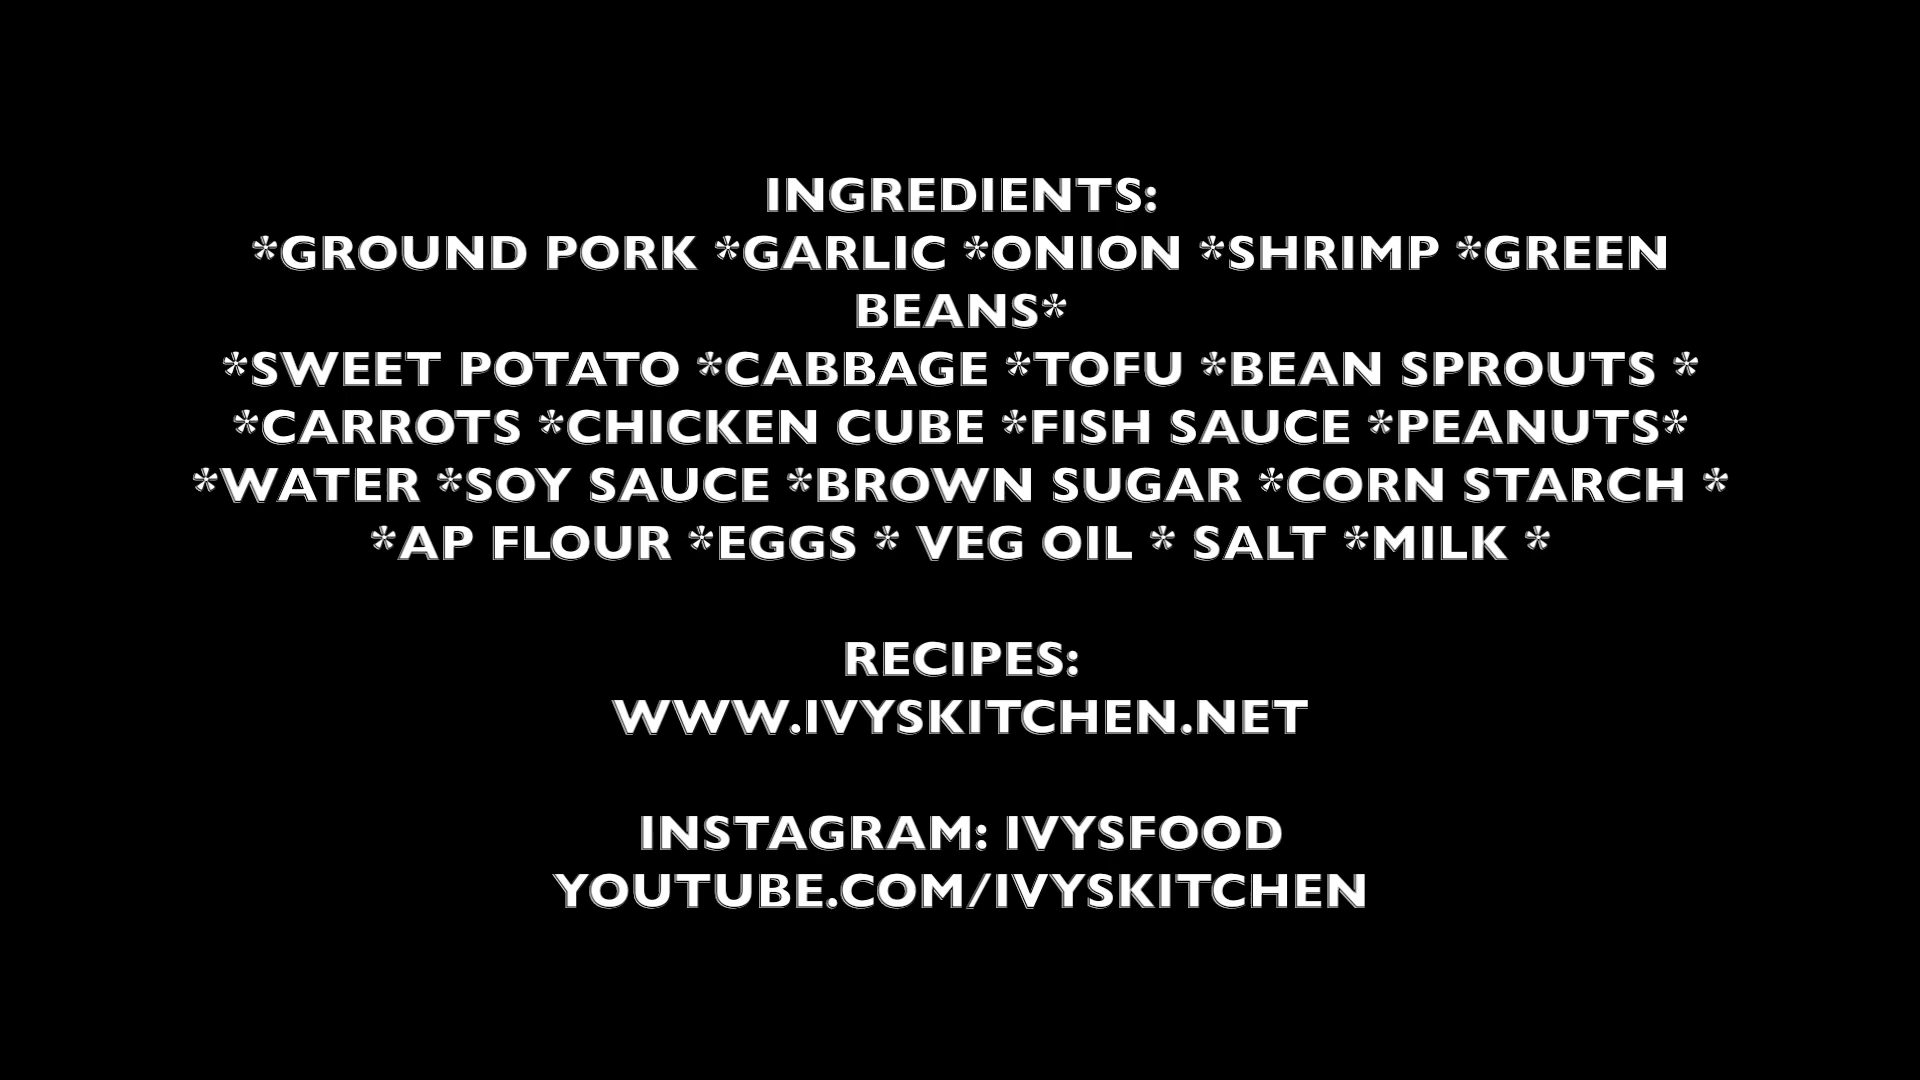 INGREDIENTS:
*GROUND PORK *GARLIC *ONION *SHRIMP *GREEN
BEANS*
*SWEET POTATO *CABBAGE *TOFU *BEAN SPROUTS *
*CARROTS *CHICKEN CUBE *FISH SAUCE *PEANUTS*
*WATER *SOY SAUCE *BROWN SUGAR *CORN STARCH *
*AP FLOUR *EGGS * VEG OIL * SALT *MILK *
RECIPES:
WWW.IVYSKITCHEN.NET
INSTAGRAM: IVYSFOOD
YOUTUBE.COM/IVYSKITCHEN